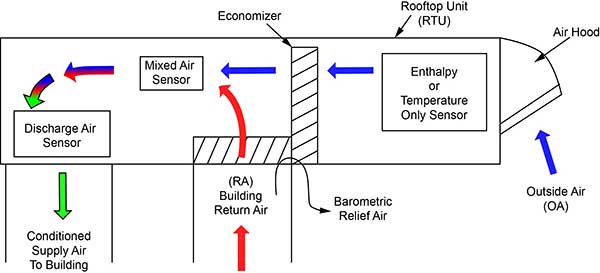 Economizer
Rooftop Unit
(RTU)
Air Hood
Mixed Air
Sensor
Enthalpy
or
Temperature
Only Sensor
Discharge Air
Sensor
(RA)
Building
Return Air
Barometric
Relief Air
Outside Air
(OA)
Conditioned
Supply Air
To Building